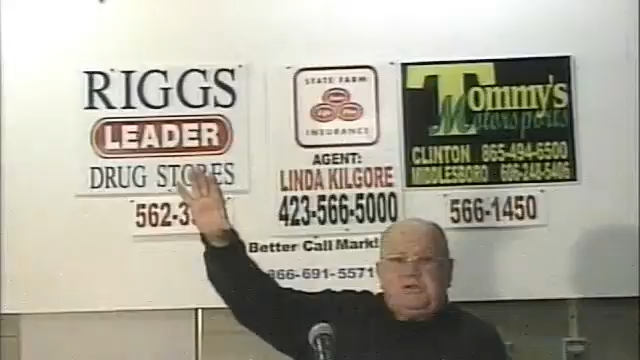 RIGGS
LEADER
DRUG STORES
562-3
STATE FARM
INSURANCE
AGENT:
LINDA KILGORE
423-566-5000
Better Call Mark!
866-691-5571
Tommy's
Motorsports
CLINTON 865-494-6500
MIDDLESBORO 606-248-5406
566-1450